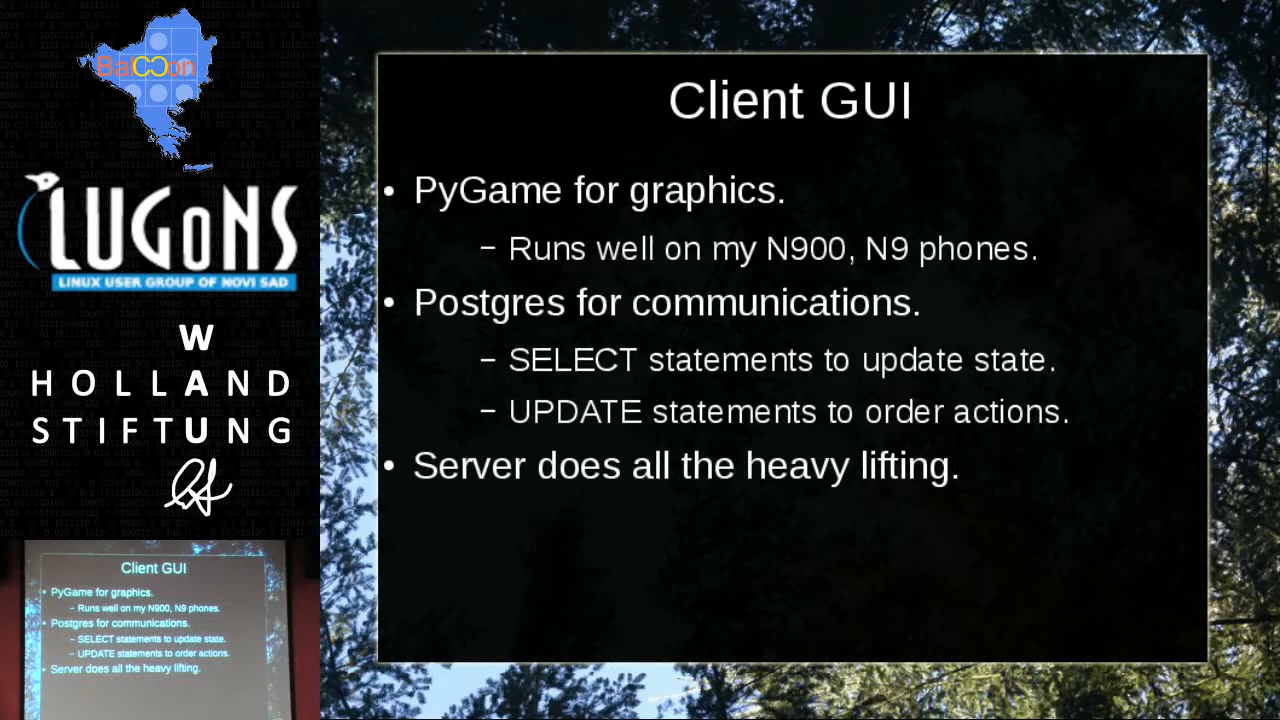 BalCCon
LUGoNS
LINUX USER GROUP OF NOVI SAD
W
HOLLAND
STIFTUNG
Client GUI
• PyGame for graphics.
– Runs well on my N900, N9 phones.
• Postgres for communications.
– SELECT statements to update state.
– UPDATE statements to order actions.
• Server does all the heavy lifting.
Client GUI
• PyGame for graphics.
– Runs well on my N900, N9 phones.
• Postgres for communications.
– SELECT statements to update state.
– UPDATE statements to order actions.
• Server does all the heavy lifting.